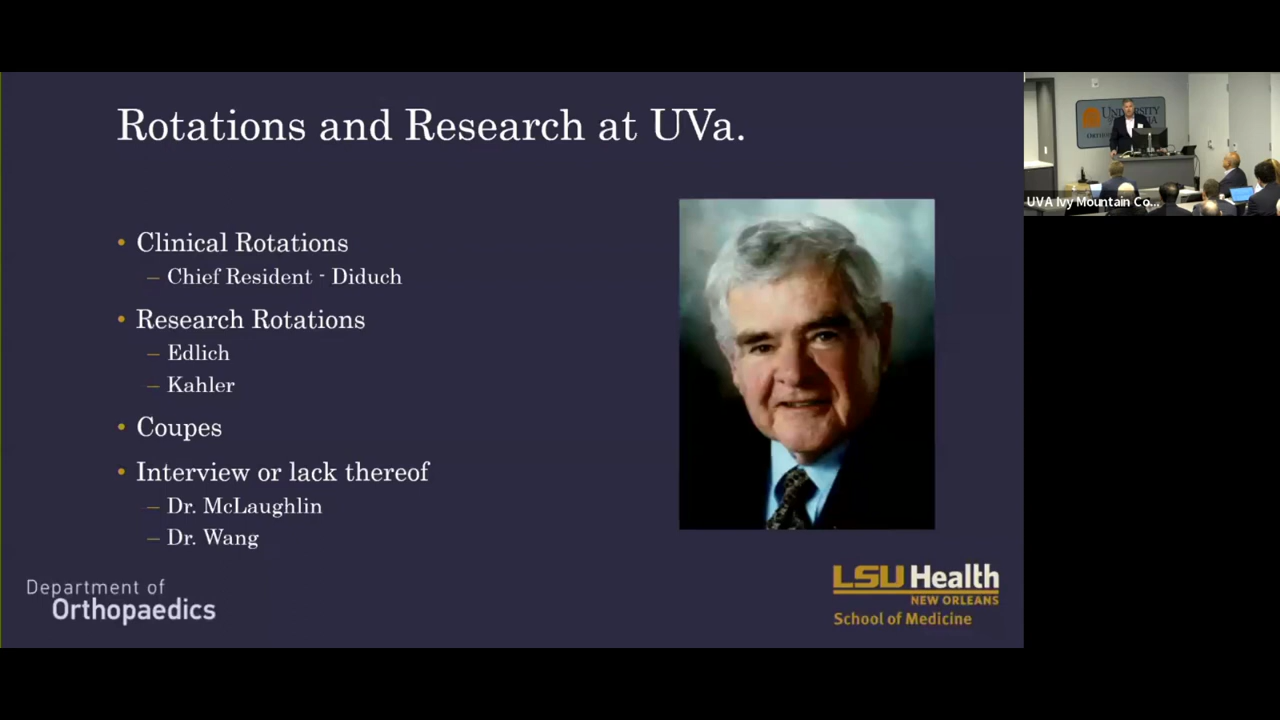 Rotations and Research at UVa.
• Clinical Rotations
– Chief Resident - Diduch
• Research Rotations
– Edlich
– Kahler
• Coupes
• Interview or lack thereof
– Dr. McLaughlin
– Dr. Wang
Department of
Orthopaedics
LSU Health
NEW ORLEANS
School of Medicine
UVA Ivy Mountain Co...